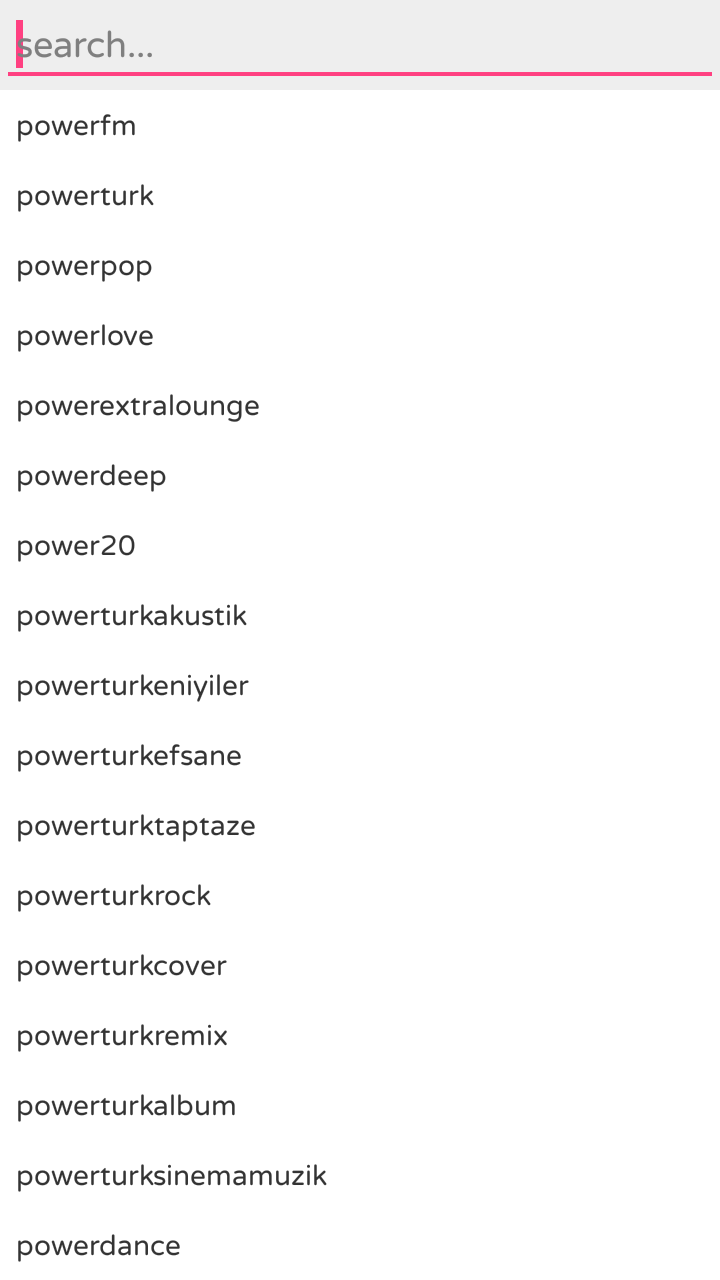 search...
powerfm
powerturk
powerpop
powerlove
powerextralounge
powerdeep
power20
powerturkakustik
powerturkeniyiler
powerturkefsane
powerturktaptaze
powerturkrock
powerturkcover
powerturkremix
powerturkalbum
powerturksinemamuzik
powerdance